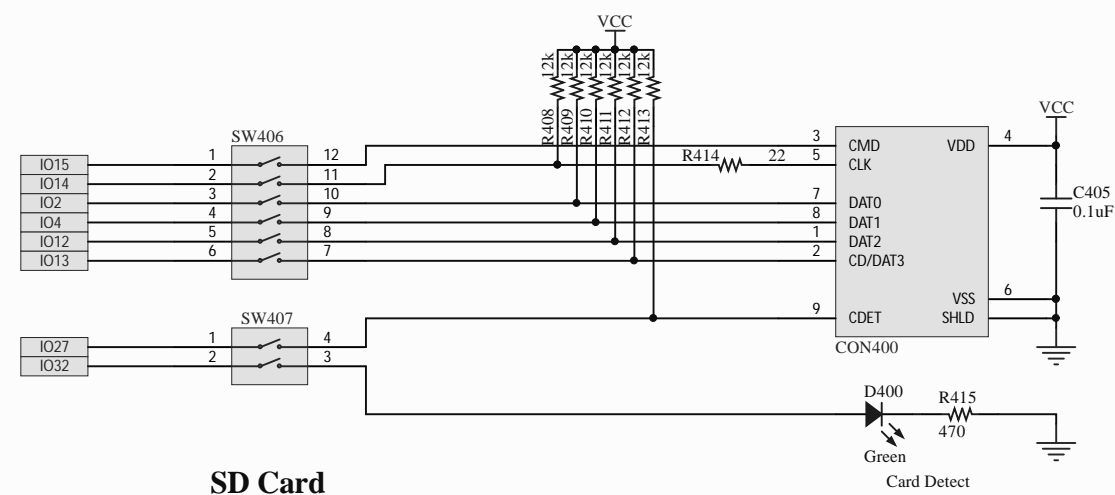 VCC
12k 12k 12k 12k 12k 12k
R408 R409 R410 R411 R412 R413
VCC
SW406
IO15 1 12 3 CMD VDD 4
R414 22 5 CLK
IO14 2 11
IO2 3 10 7 DAT0
C405
0.1uF
IO4 4 9 8 DAT1
IO12 5 8 1 DAT2
IO13 6 7 2 CD/DAT3
VSS 6
SW407
9 CDET SHLD
CON400
IO27 1 4
IO32 2 3
D400 R415
470
Green
SD Card
Card Detect